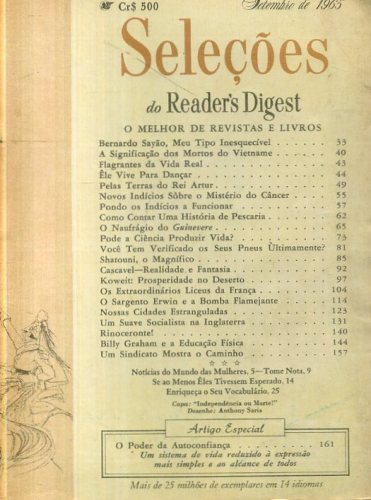 Cr$ 500 Setembro de 1965
Seleções
do Reader's Digest
O MELHOR DE REVISTAS E LIVROS
Bernardo Sayão, Meu Tipo Inesquecível . . . . . . 33
A Significação dos Mortos do Vietname . . . . . . 40
Flagrantes da Vida Real . . . . . . 43
Êle Vive Para Dançar . . . . . . 44
Pelas Terras do Rei Artur . . . . . . 49
Novos Indícios Sôbre o Mistério do Câncer . . . . . . 55
Pondo os Indícios a Funcionar . . . . . . 57
Como Contar Uma História de Pescaria . . . . . . 62
O Naufrágio do Guinevere . . . . . . 65
Pode a Ciência Produzir Vida? . . . . . . 73
Você Tem Verificado os Seus Pneus Ùltimamente? 81
Shatouni, o Magnífico . . . . . . 85
Cascavel—Realidade e Fantasia . . . . . . 92
Koweit: Prosperidade no Deserto . . . . . . 97
Os Extraordinários Liceus da França . . . . . . 104
O Sargento Erwin e a Bomba Flamejante . . . . . . 114
Nossas Cidades Estranguladas . . . . . . 123
Um Suave Socialista na Inglaterra . . . . . . 131
Rinoceronte! . . . . . . 140
Billy Graham e a Educação Física . . . . . . 144
Um Sindicato Mostra o Caminho . . . . . . 157
Notícias do Mundo das Mulheres, 5—Tome Nota, 9
Se ao Menos Êles Tivessem Esperado, 14
Enriqueça o Seu Vocabulário, 25
Capa: "Independência ou Morte!"
Desenho: Anthony Saris
Artigo Especial
O Poder da Autoconfiança . . . . . . 161
Um sistema de vida reduzido à expressão
mais simples e ao alcance de todos
Mais de 25 milhões de exemplares em 14 idiomas